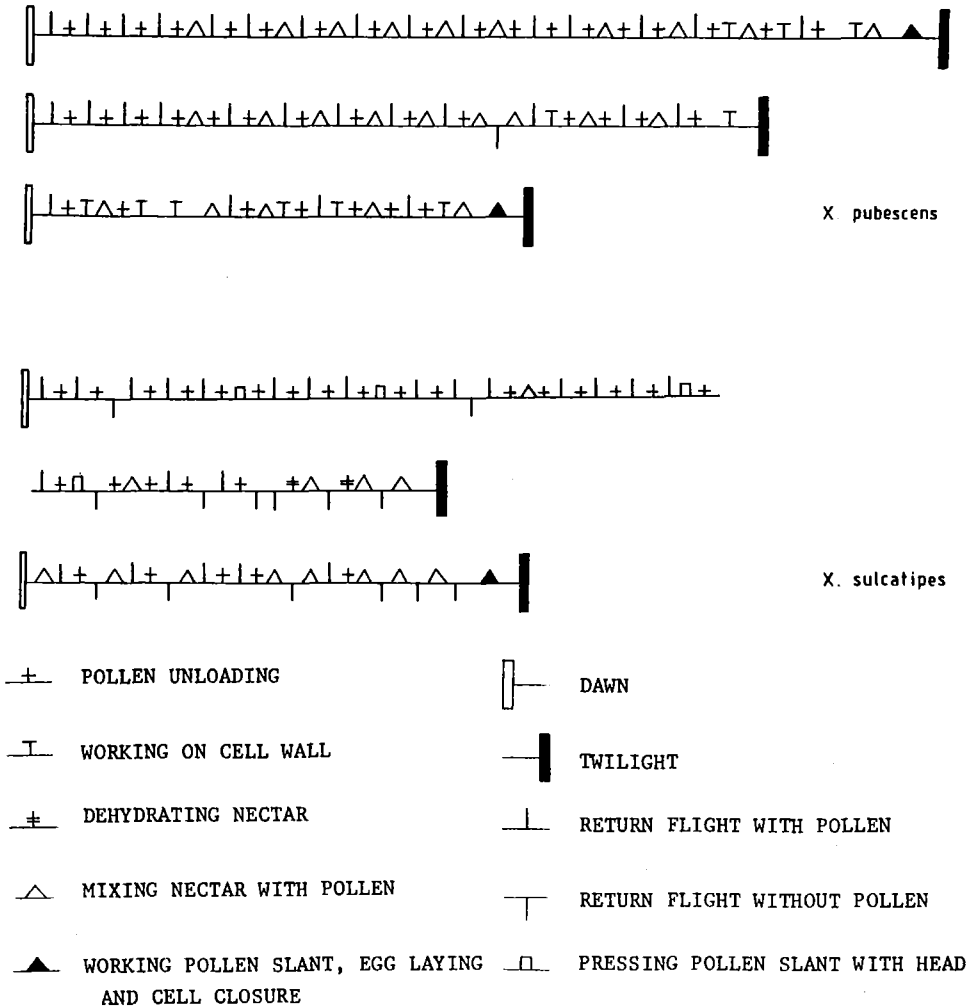 X. pubescens
X. sulcatipes
POLLEN UNLOADING
DAWN
WORKING ON CELL WALL
TWILIGHT
DEHYDRATING NECTAR
RETURN FLIGHT WITH POLLEN
MIXING NECTAR WITH POLLEN
RETURN FLIGHT WITHOUT POLLEN
WORKING POLLEN SLANT, EGG LAYING
AND CELL CLOSURE
PRESSING POLLEN SLANT WITH HEAD